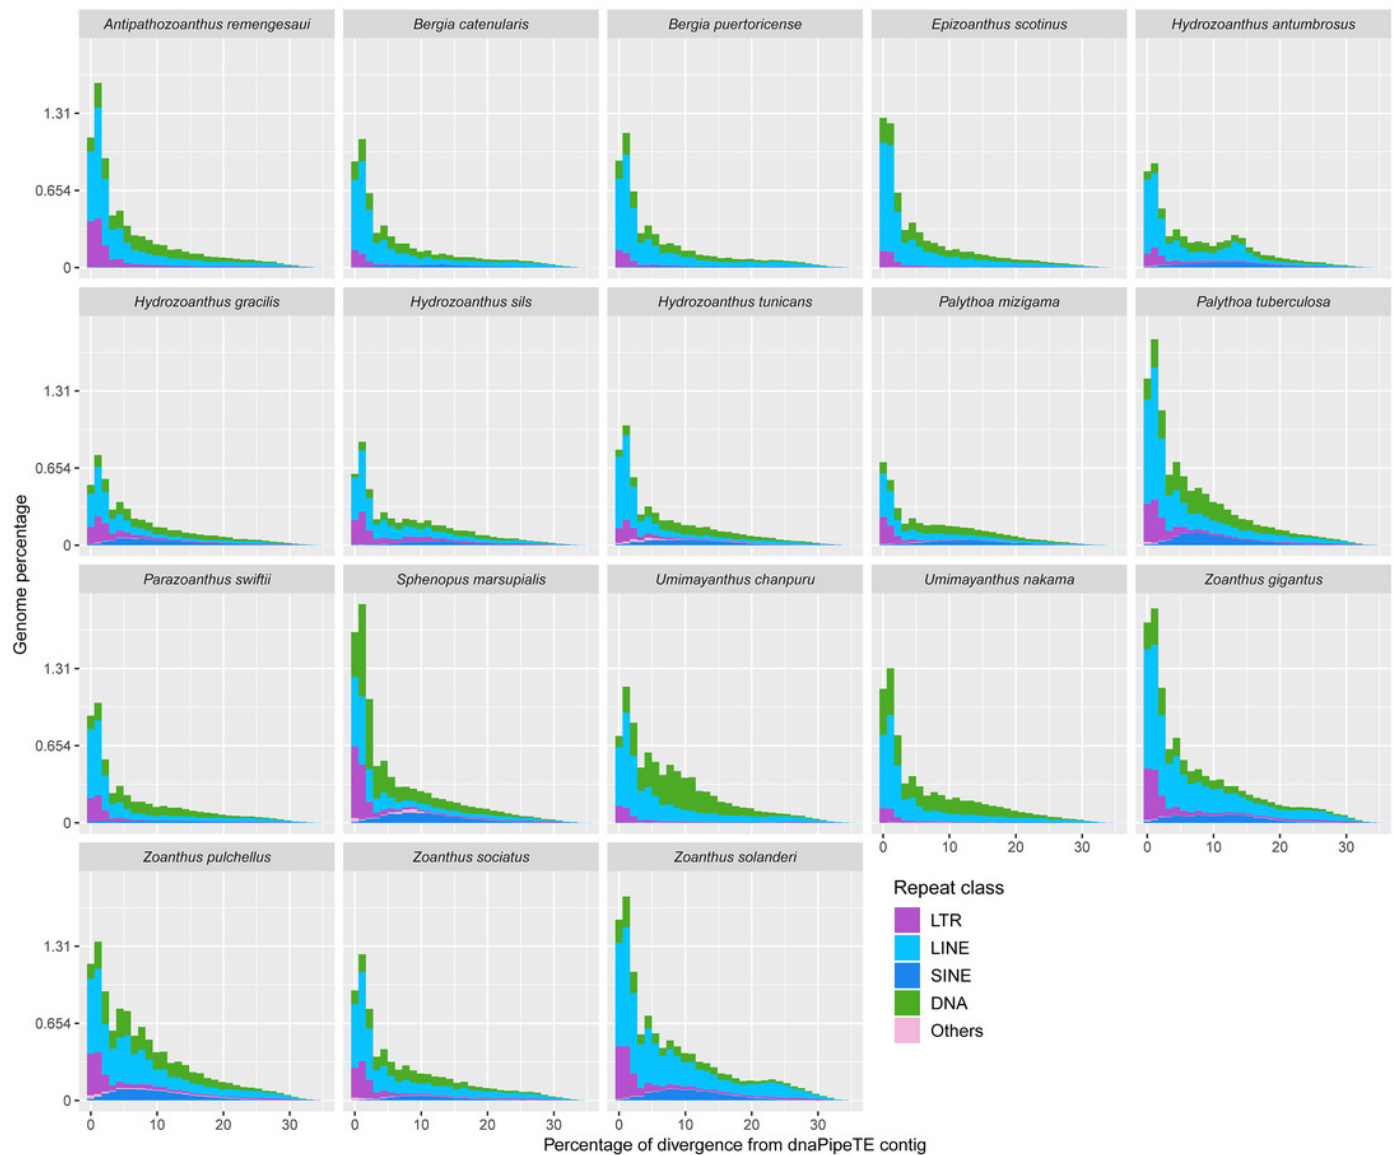 Antipathozoanthus remengesaui
Bergia catenularis
Bergia puertoricense
Epizoanthus scotinus
Hydrozoanthus antumbrosus
1.31
0.654
0
Hydrozoanthus gracilis
Hydrozoanthus sils
Hydrozoanthus tunicans
Palythoa mizigama
Palythoa tuberculosa
1.31
0.654
0
Genome percentage
Parazoanthus swiftii
Sphenopus marsupialis
Umimayanthus chanpuru
Umimayanthus nakama
Zoanthus gigantus
1.31
0.654
0
0 10 20 30
0 10 20 30
Zoanthus pulchellus
Zoanthus sociatus
Zoanthus solanderi
1.31
0.654
0
0 10 20 30
0 10 20 30
0 10 20 30
Percentage of divergence from dnaPipeTE contig
Repeat class
LTR
LINE
SINE
DNA
Others